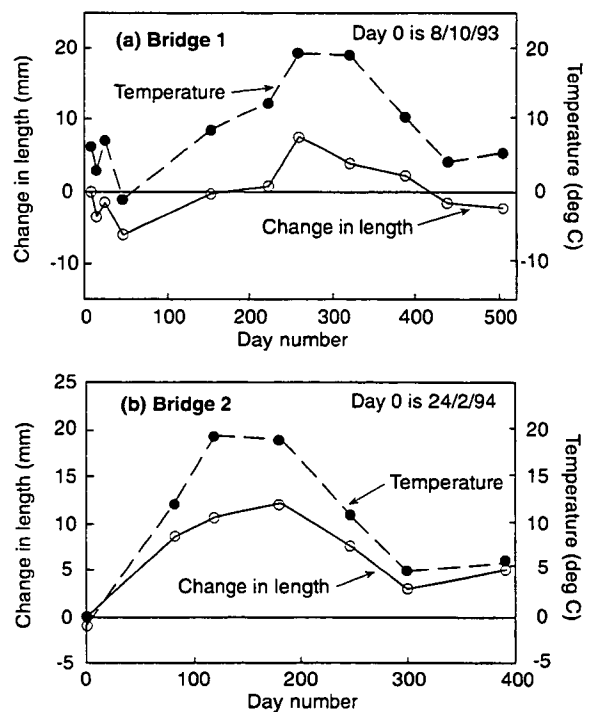 (a) Bridge 1
Day 0 is 8/10/93
Change in length (mm)
20
10
0
-10
Temperature
Change in length
20
10
0
-10
Temperature (deg C)
0 100 200 300 400 500
Day number
(b) Bridge 2
Day 0 is 24/2/94
Change in length (mm)
25
20
15
10
5
0
-5
Temperature
Change in length
20
15
10
5
0
-5
Temperature (deg C)
0 100 200 300 400
Day number